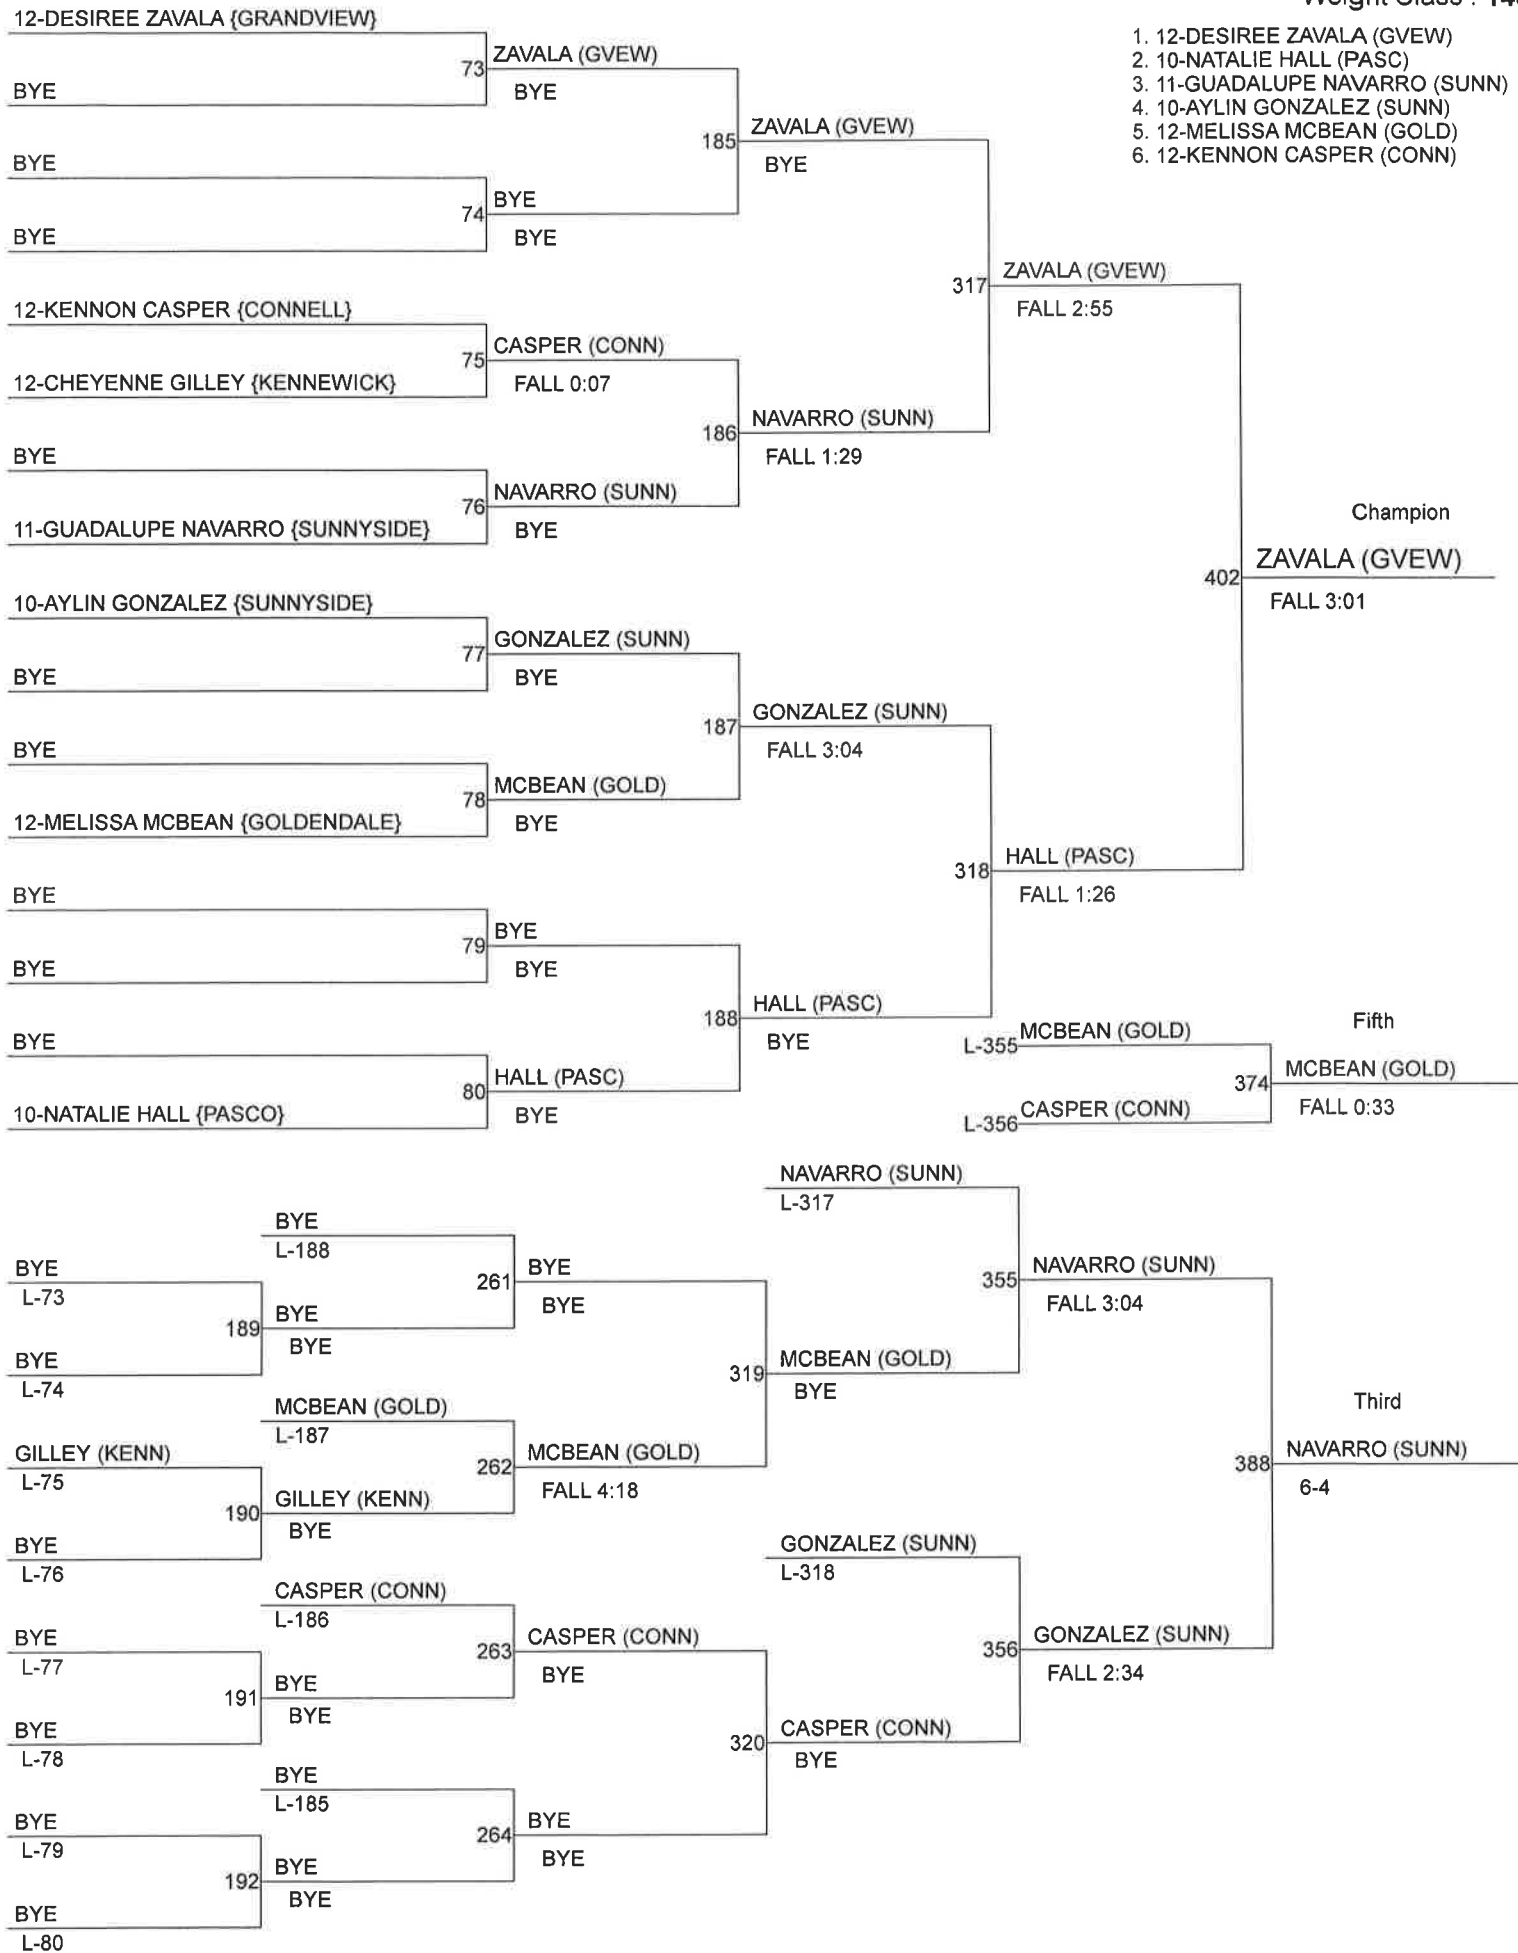 Weight Class :
1. 12-DESIREE ZAVALA (GVEW)
2. 10-NATALIE HALL (PASC)
3. 11-GUADALUPE NAVARRO (SUNN)
4. 10-AYLIN GONZALEZ (SUNN)
5. 12-MELISSA MCBEAN (GOLD)
6. 12-KENNON CASPER (CONN)
12-DESIREE ZAVALA {GRANDVIEW}
73
ZAVALA (GVEW)
BYE
BYE
185
ZAVALA (GVEW)
BYE
BYE
74
BYE
BYE
BYE
317
ZAVALA (GVEW)
FALL 2:55
12-KENNON CASPER {CONNELL}
75
CASPER (CONN)
FALL 0:07
12-CHEYENNE GILLEY {KENNEWICK}
186
NAVARRO (SUNN)
FALL 1:29
BYE
76
NAVARRO (SUNN)
BYE
11-GUADALUPE NAVARRO {SUNNYSIDE}
Champion
402
ZAVALA (GVEW)
FALL 3:01
10-AYLIN GONZALEZ {SUNNYSIDE}
77
GONZALEZ (SUNN)
BYE
BYE
187
GONZALEZ (SUNN)
FALL 3:04
BYE
78
MCBEAN (GOLD)
BYE
12-MELISSA MCBEAN {GOLDENDALE}
318
HALL (PASC)
FALL 1:26
BYE
79
BYE
BYE
BYE
188
HALL (PASC)
BYE
BYE
80
HALL (PASC)
BYE
10-NATALIE HALL {PASCO}
Fifth
L-355
MCBEAN (GOLD)
374
MCBEAN (GOLD)
FALL 0:33
L-356
CASPER (CONN)
NAVARRO (SUNN)
L-317
BYE
L-188
BYE
L-73
189
BYE
BYE
BYE
L-74
261
BYE
BYE
355
NAVARRO (SUNN)
FALL 3:04
319
MCBEAN (GOLD)
BYE
MCBEAN (GOLD)
L-187
GILLEY (KENN)
L-75
190
GILLEY (KENN)
BYE
BYE
L-76
262
MCBEAN (GOLD)
FALL 4:18
Third
388
NAVARRO (SUNN)
6-4
GONZALEZ (SUNN)
L-318
CASPER (CONN)
L-186
BYE
L-77
191
BYE
BYE
BYE
L-78
263
CASPER (CONN)
BYE
356
GONZALEZ (SUNN)
FALL 2:34
320
CASPER (CONN)
BYE
BYE
L-185
BYE
L-79
192
BYE
BYE
BYE
L-80
264
BYE
BYE